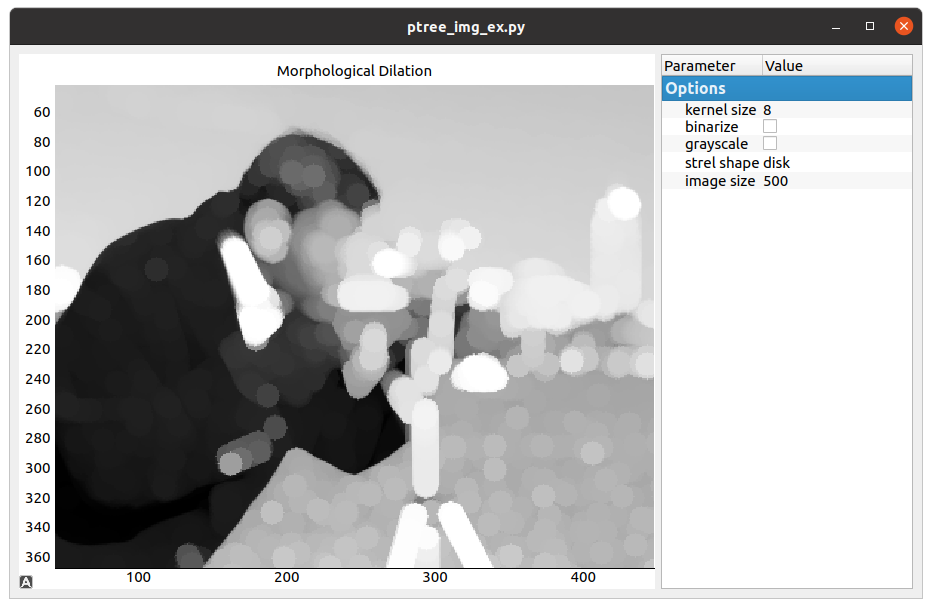 ptree_img_ex.py
Morphological Dilation
60
80
100
120
140
160
180
200
220
240
260
280
300
320
340
360
100 200 300 400
A
Parameter Value
Options
kernel size 8
binarize
grayscale
strel shape disk
image size 500